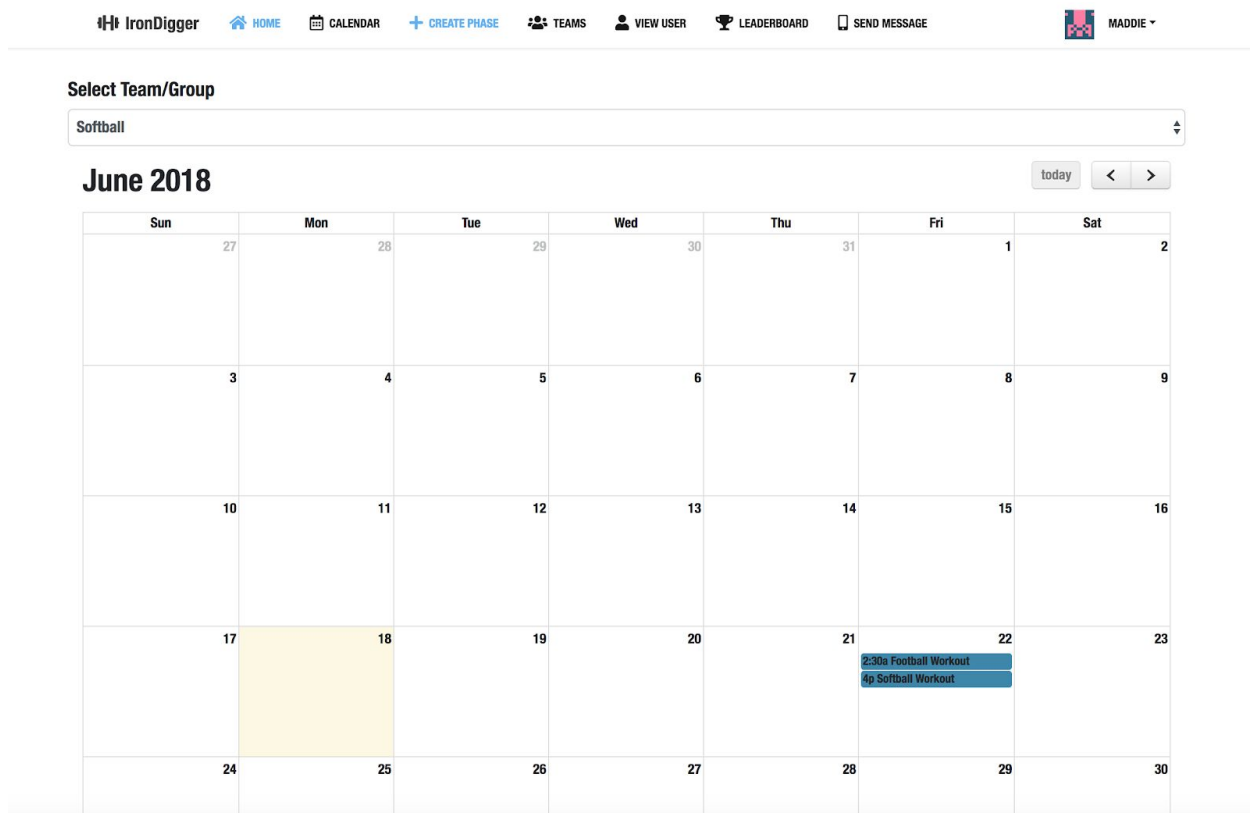 IronDigger HOME CALENDAR CREATE PHASE TEAMS VIEW USER LEADERBOARD SEND MESSAGE MADDIE
Select Team/Group
Softball
June 2018 today
Sun Mon Tue Wed Thu Fri Sat
27 28 29 30 31 1 2
3 4 5 6 7 8 9
10 11 12 13 14 15 16
17 18 19 20 21 22 23
2:30a Football Workout
4p Softball Workout
24 25 26 27 28 29 30